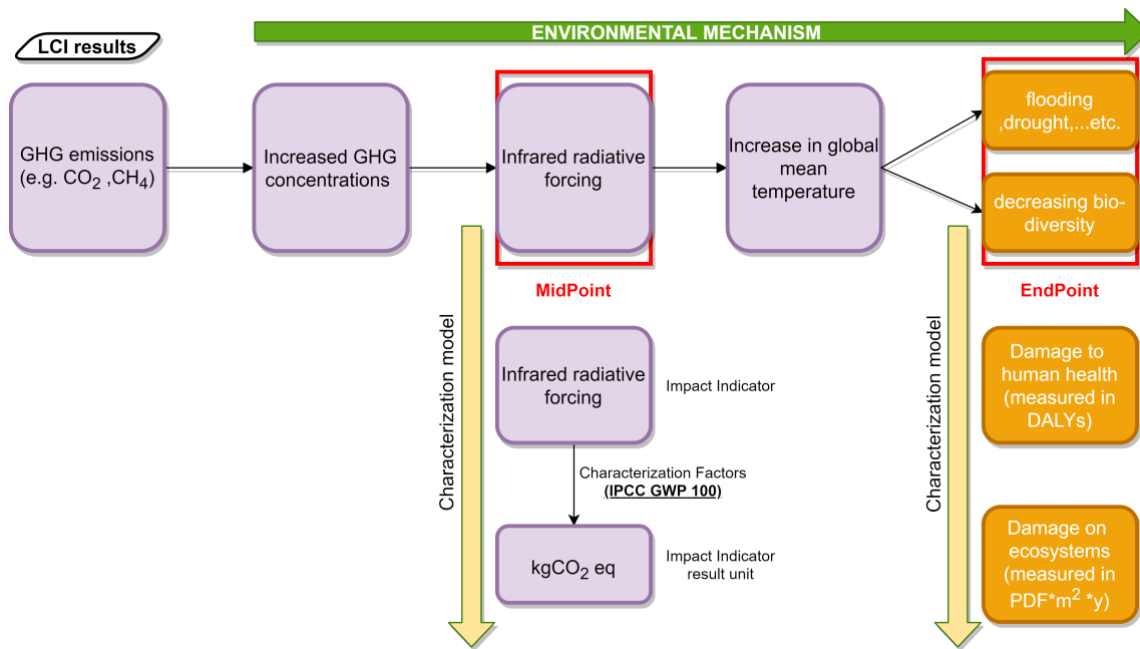 ENVIRONMENTAL MECHANISM
LCI results
GHG emissions
(e.g. CO₂ ,CH₄)
Increased GHG
concentrations
Infrared radiative
forcing
Increase in global
mean
temperature
flooding
,drought,...etc.
decreasing bio-
diversity
MidPoint
EndPoint
Characterization model
Infrared radiative
forcing
Impact Indicator
Characterization Factors
(IPCC GWP 100)
kgCO₂ eq
Impact Indicator
result unit
Characterization model
Damage to
human health
(measured in
DALYs)
Damage on
ecosystems
(measured in
PDF*m² *y)